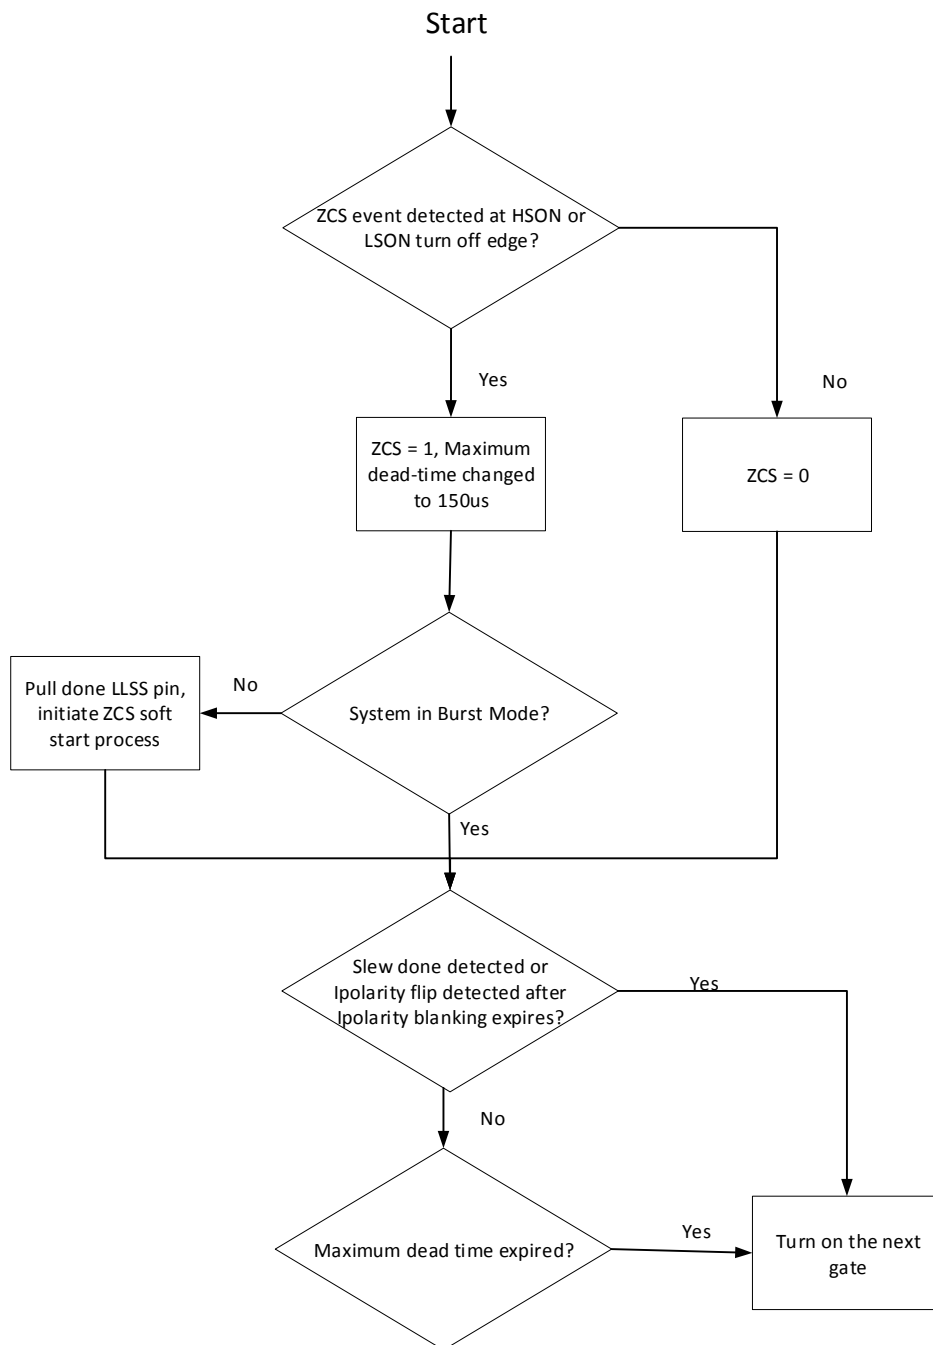 Start
ZCS event detected at HSON or
LSON turn off edge?
Yes
No
ZCS = 1, Maximum
dead-time changed
to 150us
ZCS = 0
No
Pull done LLSS pin,
initiate ZCS soft
start process
System in Burst Mode?
Yes
Slew done detected or
Ipolarity flip detected after
Ipolarity blanking expires?
Yes
No
Maximum dead time expired?
Yes
Turn on the next
gate